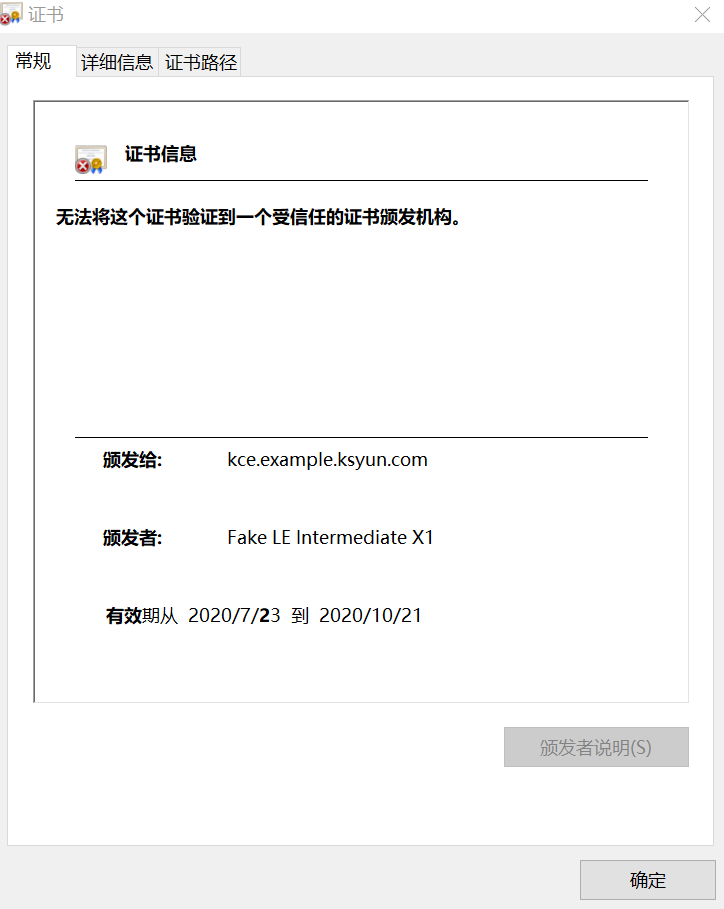 证书
常规 详细信息 证书路径
证书信息
无法将这个证书验证到一个受信任的证书颁发机构。
颁发给: kce.example.ksyun.com
颁发者: Fake LE Intermediate X1
有效期从 2020/7/23 到 2020/10/21
颁发者说明(S)
确定